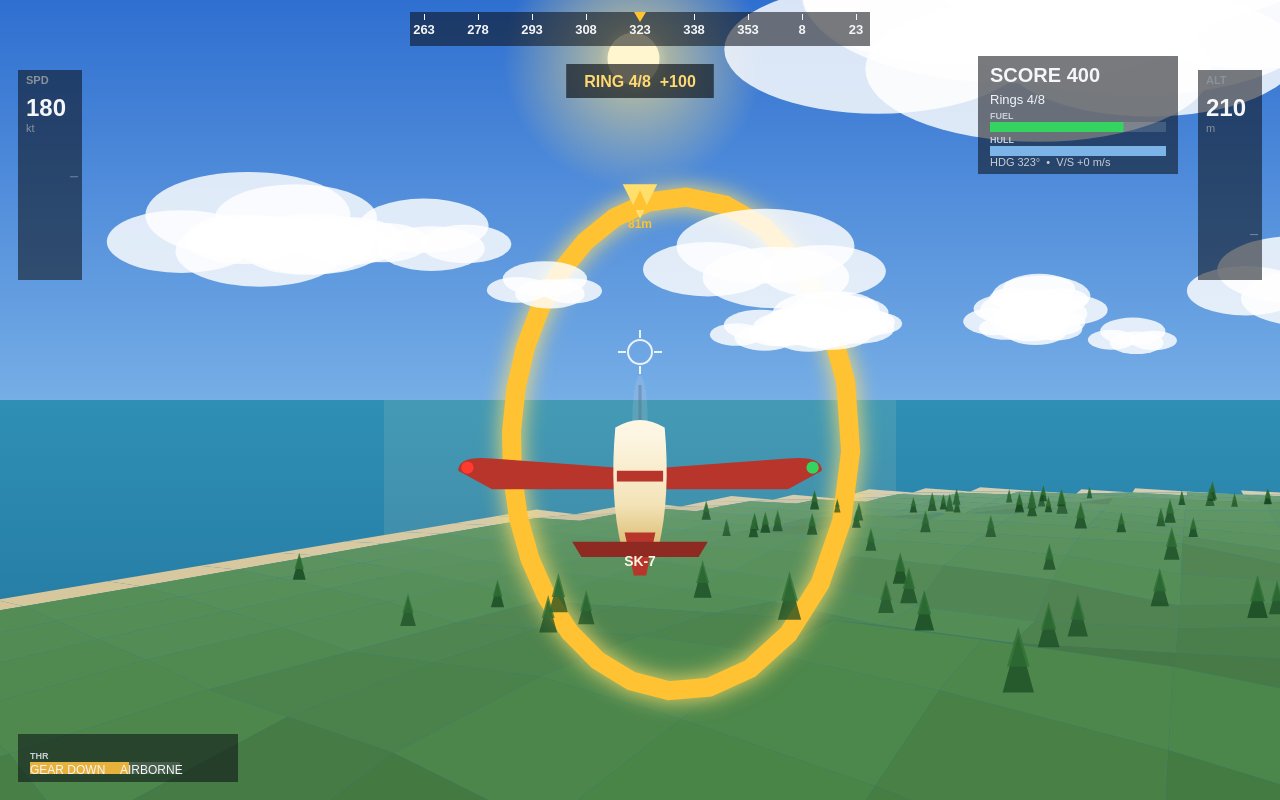 263 278 293 308 323 338 353 8 23
SPD
180
kt
RING 4/8 +100
SCORE 400
Rings 4/8
FUEL
HULL
HDG 323° • V/S +0 m/s
ALT
210
m
81m
SK-7
THR
GEAR DOWN AIRBORNE